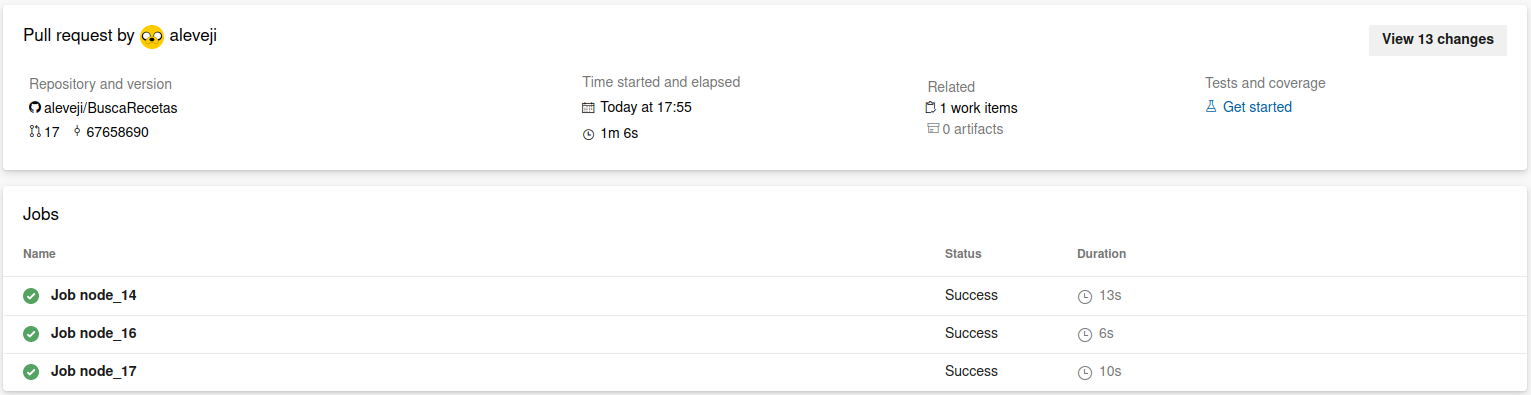 Pull request by aleveji
View 13 changes
Repository and version
aleveji/BuscaRecetas
17 67658690
Time started and elapsed
Today at 17:55
1m 6s
Related
1 work items
0 artifacts
Tests and coverage
Get started
Jobs
Name Status Duration
Job node_14 Success 13s
Job node_16 Success 6s
Job node_17 Success 10s